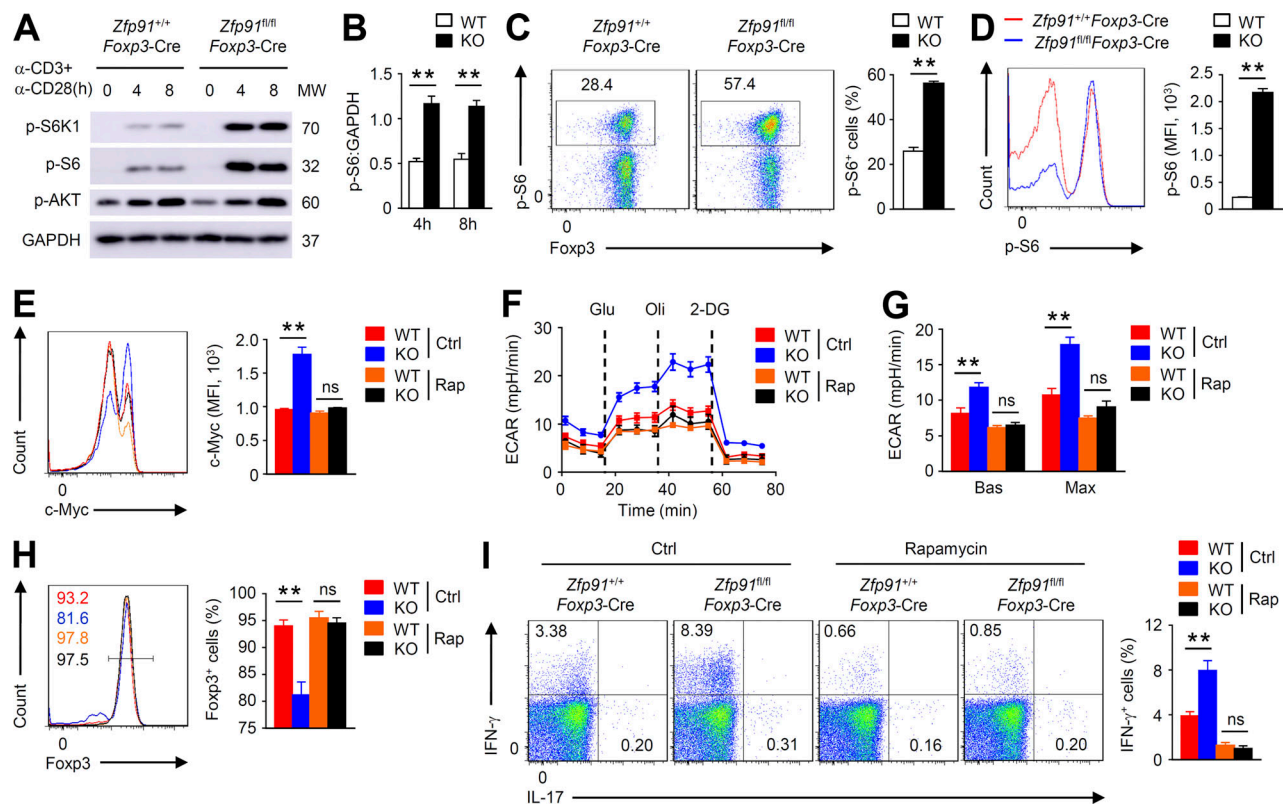 A
Zfp91+/+ Zfp91fl/fl
Foxp3-Cre Foxp3-Cre
α-CD3+
α-CD28(h) 0 4 8 0 4 8 MW
p-S6K1 70
p-S6 32
p-AKT 60
GAPDH 37
B
WT
KO
p-S6:GAPDH
1.5
1.0
0.5
0
** **
4h 8h
C
Zfp91+/+ Zfp91fl/fl
Foxp3-Cre Foxp3-Cre
28.4 57.4
p-S6
0
0 0
Foxp3
WT
KO
p-S6+ cells (%)
60
40
20
0
**
D
Zfp91+/+Foxp3-Cre
Zfp91fl/flFoxp3-Cre
Count
0
p-S6
WT
KO
p-S6 (MFI, 10³)
2.5
2.0
1.5
1.0
0.5
0
**
E
Count
0
c-Myc
c-Myc (MFI, 10³)
2.0
1.5
1.0
0.5
0
** ns
WT
KO
Ctrl
WT
KO
Rap
F
Glu Oli 2-DG
ECAR (mpH/min)
30
20
10
0
0 20 40 60 80
Time (min)
WT
KO
Ctrl
WT
KO
Rap
G
ECAR (mpH/min)
20
15
10
5
0
** ns ** ns
Bas Max
WT
KO
Ctrl
WT
KO
Rap
H
93.2
81.6
97.8
97.5
Count
0
Foxp3
Foxp3+ cells (%)
100
95
90
85
80
75
** ns
WT
KO
Ctrl
WT
KO
Rap
I
Ctrl Rapamycin
Zfp91+/+ Zfp91fl/fl Zfp91+/+ Zfp91fl/fl
Foxp3-Cre Foxp3-Cre Foxp3-Cre Foxp3-Cre
3.38 8.39 0.66 0.85
0.20 0.31 0.16 0.20
IFN-γ
0
0
IL-17
WT
KO
Ctrl
WT
KO
Rap
IFN-γ+ cells (%)
12
8
4
0
** ns